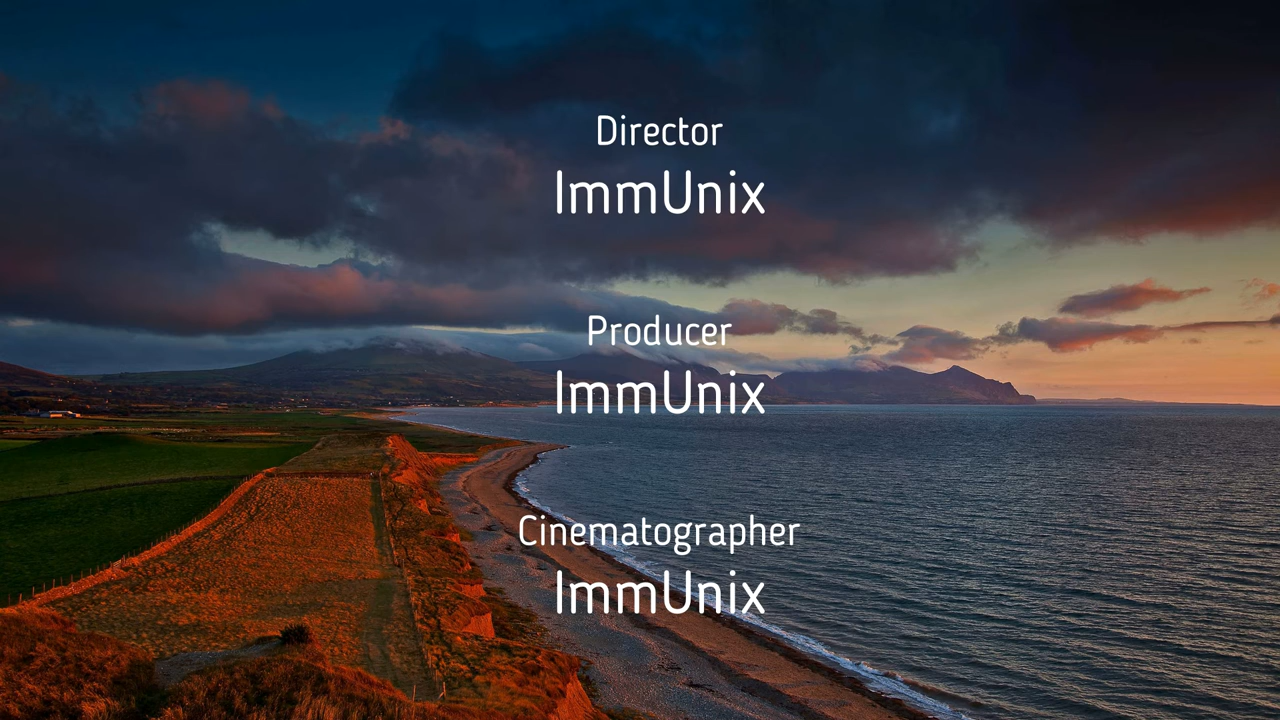 Director
ImmUnix
Producer
ImmUnix
Cinematographer
ImmUnix